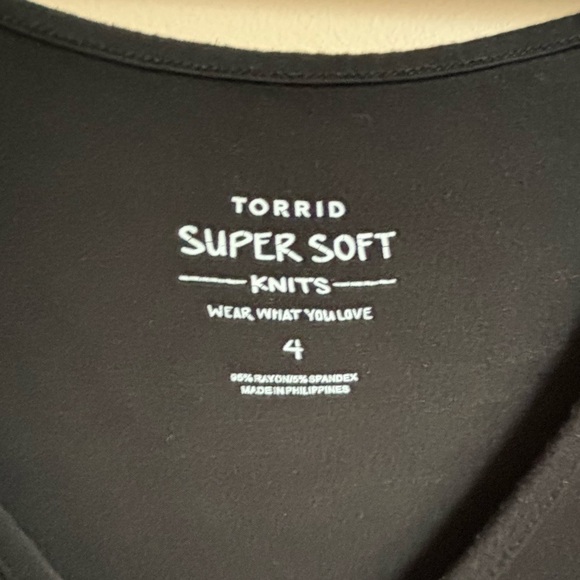 TORRID
SUPER SOFT
KNITS
WEAR WHAT YOU LOVE
4
95% RAYON/5% SPANDEX
MADE IN PHILIPPINES